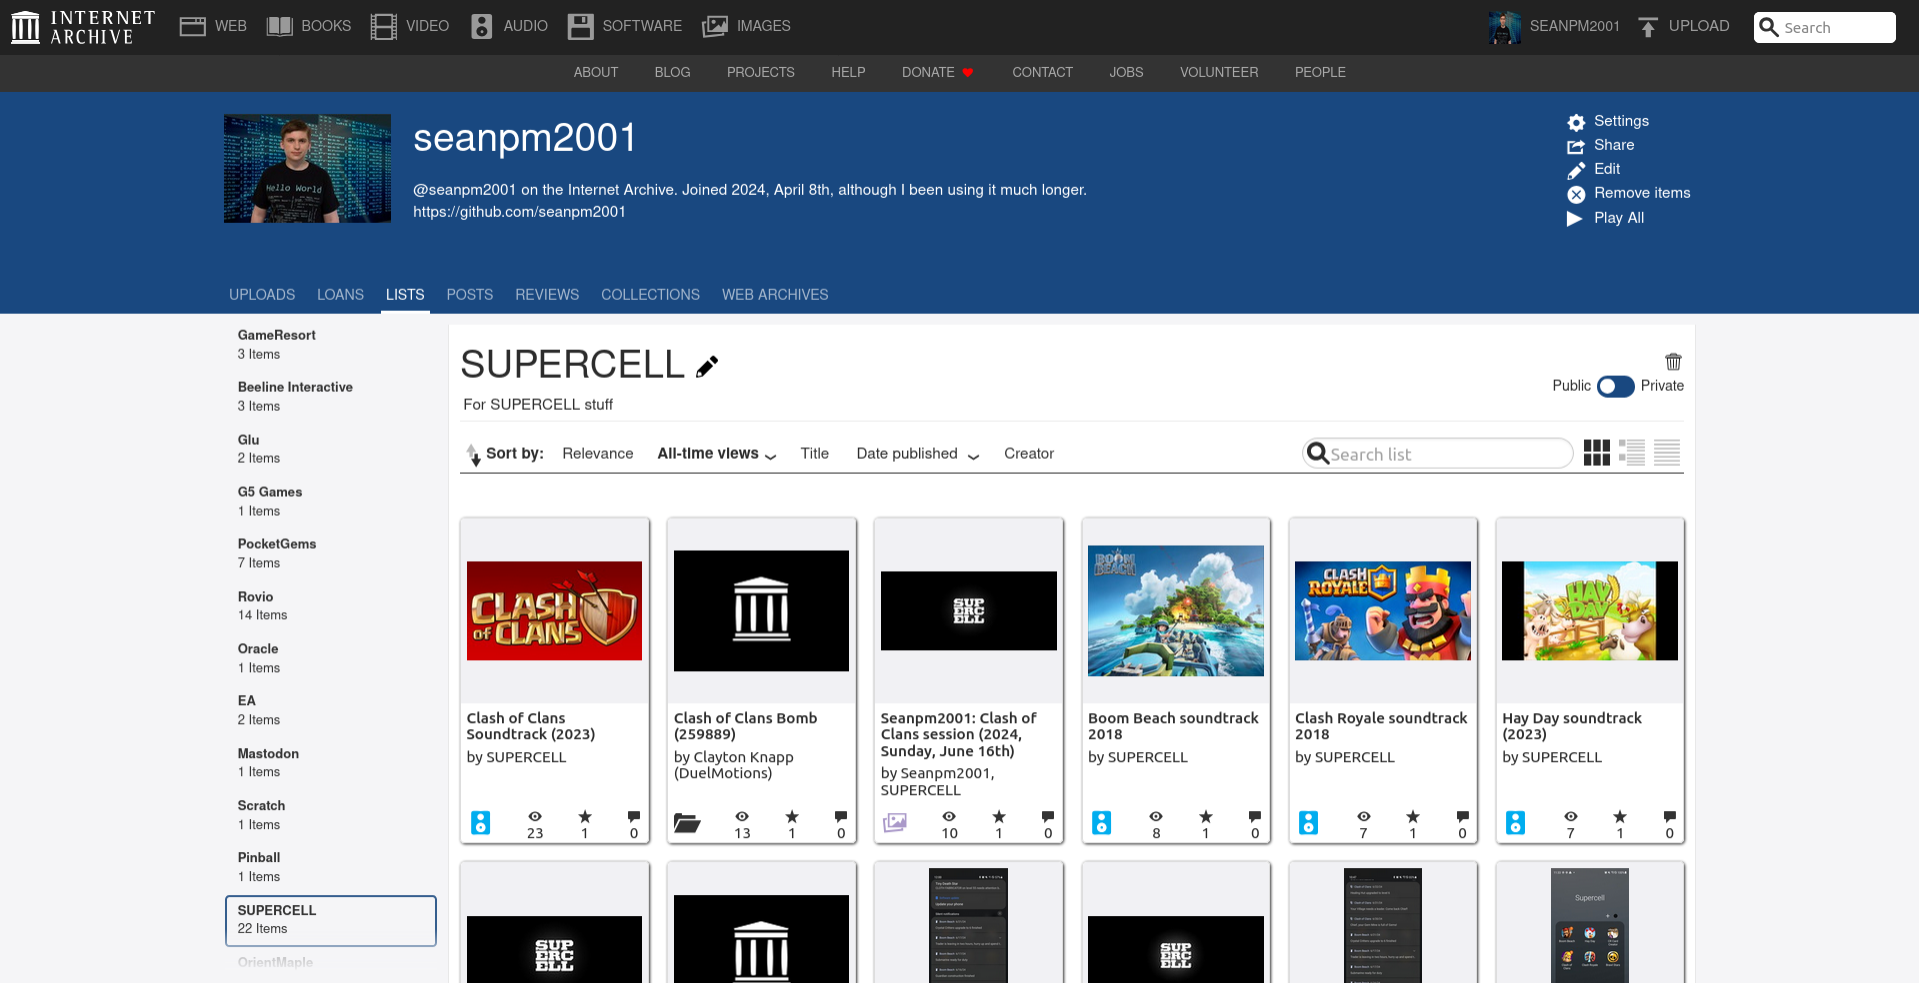 INTERNET ARCHIVE
WEB BOOKS VIDEO AUDIO SOFTWARE IMAGES SEANPM2001 UPLOAD Search
ABOUT BLOG PROJECTS HELP DONATE CONTACT JOBS VOLUNTEER PEOPLE
Hello World
seanpm2001
@seanpm2001 on the Internet Archive. Joined 2024, April 8th, although I been using it much longer.
https://github.com/seanpm2001
Settings
Share
Edit
Remove items
Play All
UPLOADS LOANS LISTS POSTS REVIEWS COLLECTIONS WEB ARCHIVES
GameResort
3 Items
Beeline Interactive
3 Items
Glu
2 Items
G5 Games
1 Items
PocketGems
7 Items
Rovio
14 Items
Oracle
1 Items
EA
2 Items
Mastodon
1 Items
Scratch
1 Items
Pinball
1 Items
SUPERCELL
22 Items
OrientMaple
SUPERCELL
For SUPERCELL stuff
Public Private
Sort by: Relevance All-time views Title Date published Creator Search list
CLASH OF CLANS
Clash of Clans
Soundtrack (2023)
by SUPERCELL
23 1 0
Clash of Clans Bomb
(259889)
by Clayton Knapp
(DuelMotions)
13 1 0
SUP
ERC
ELL
Seanpm2001: Clash of
Clans session (2024,
Sunday, June 16th)
by Seanpm2001,
SUPERCELL
10 1 0
BOOM
BEACH
Boom Beach soundtrack
2018
by SUPERCELL
8 1 0
CLASH
ROYALE
Clash Royale soundtrack
2018
by SUPERCELL
7 1 0
HAY
DAY
Hay Day soundtrack
(2023)
by SUPERCELL
7 1 0
SUP
ERC
ELL
SUP
ERC
ELL
Supercell